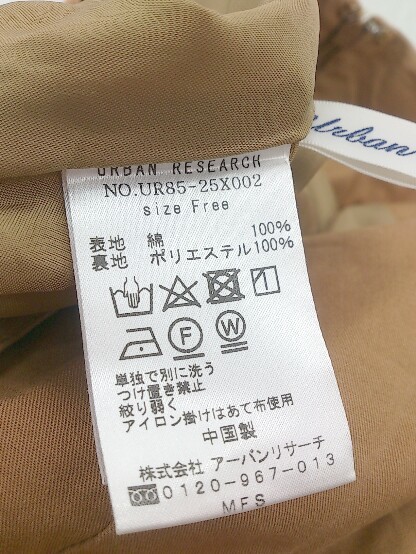 Urban
URBAN RESEARCH
NO.UR85-25X002
size Free
表地 綿 100%
裏地 ポリエステル100%
P W
単独で別に洗う
つけ置き禁止
絞り弱く
アイロン掛けはあて布使用
中国製
株式会社 アーバンリサーチ
0120-967-013
MFS